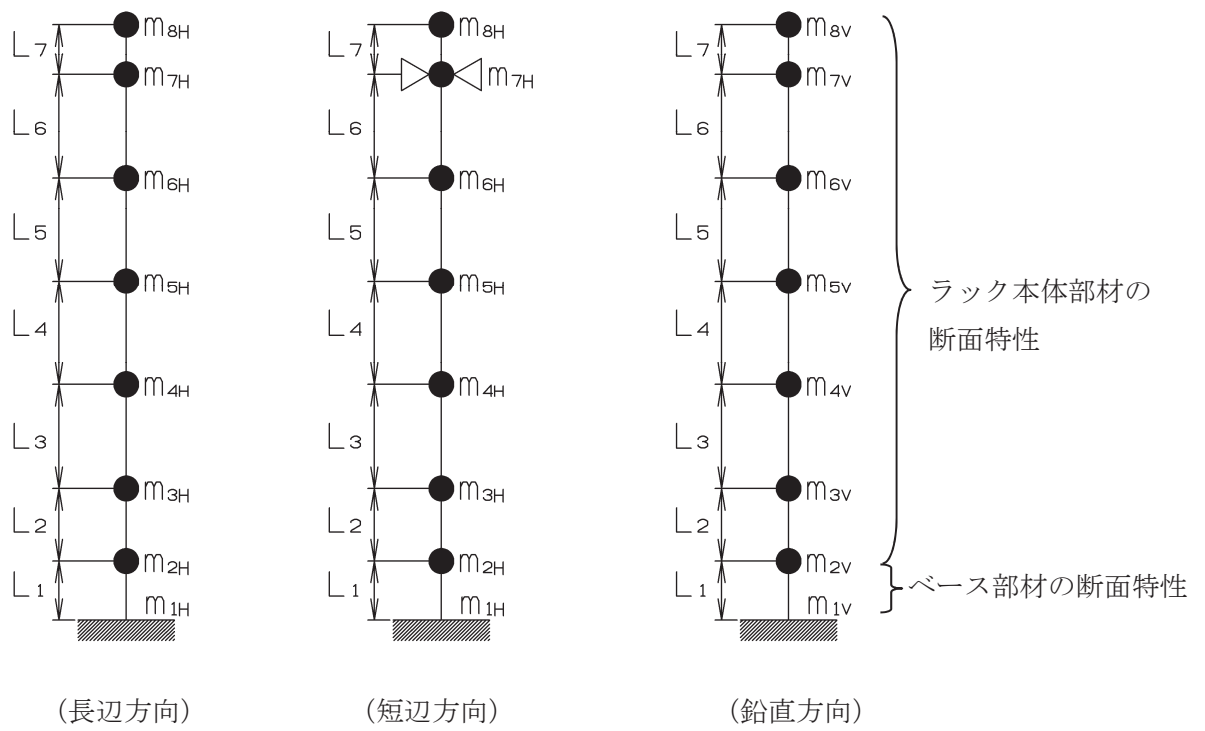 m8H
L7
m7H
L6
m6H
L5
m5H
L4
m4H
L3
m3H
L2
m2H
L1
m1H
(長辺方向)
m8H
L7
m7H
L6
m6H
L5
m5H
L4
m4H
L3
m3H
L2
m2H
L1
m1H
(短辺方向)
m8V
L7
m7V
L6
m6V
L5
m5V
L4
m4V
L3
m3V
L2
m2V
L1
m1V
(鉛直方向)
ラック本体部材の
断面特性
ベース部材の断面特性